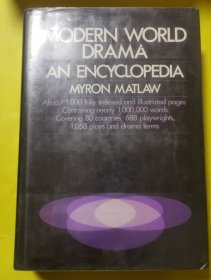 MODERN WORLD
DRAMA
AN ENCYCLOPEDIA
MYRON MATLAW
Almost 1,000 fully indexed and illustrated pages
Containing nearly 1,000,000 words
Covering 80 countries, 688 playwrights,
1,058 plays and drama terms